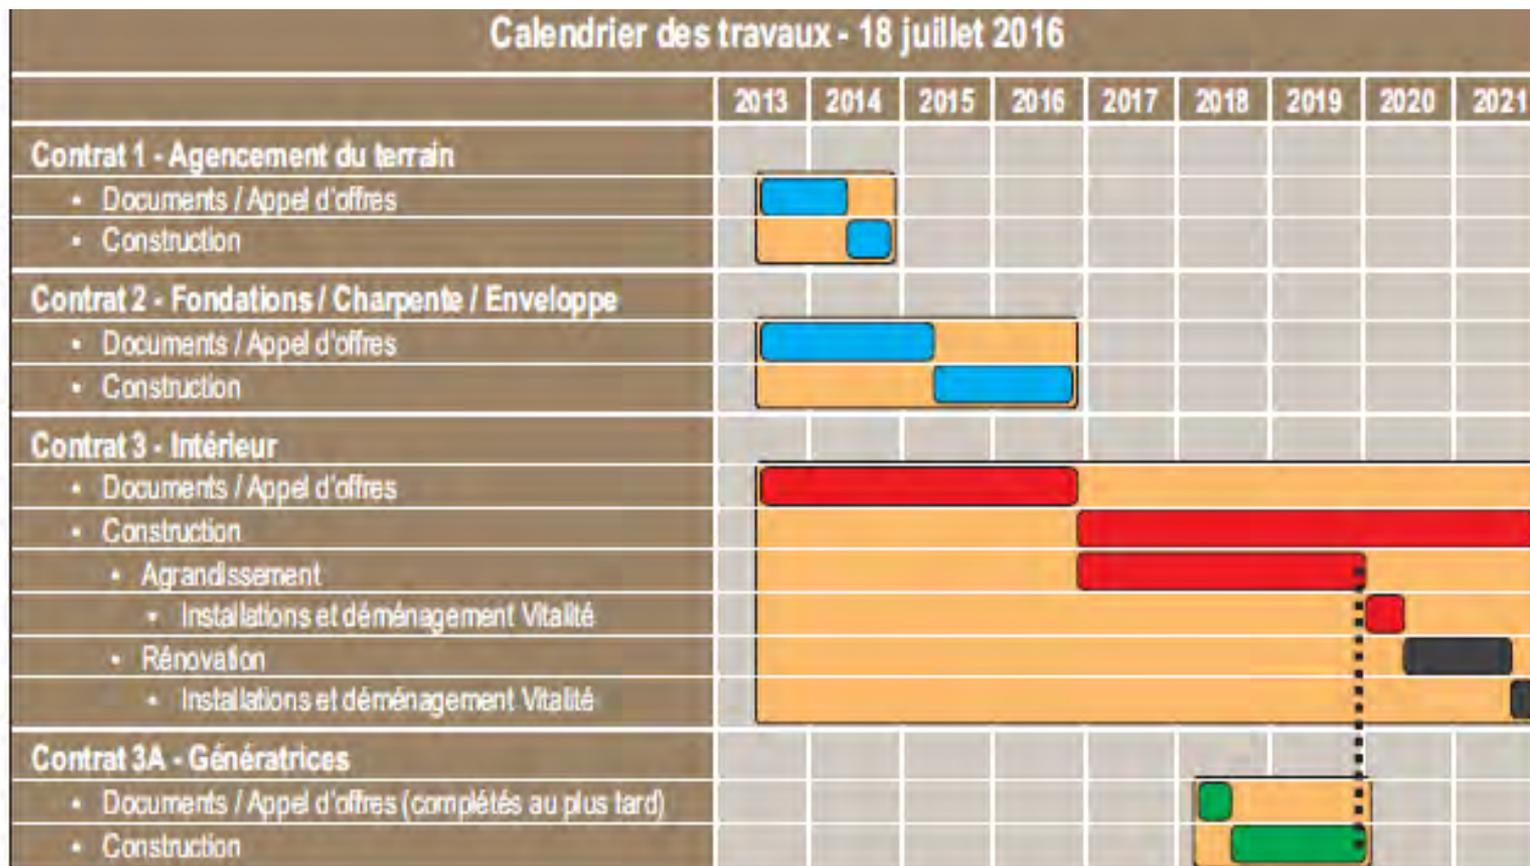 Calendrier des travaux - 18 juillet 2016
2013 2014 2015 2016 2017 2018 2019 2020 2021
Contrat 1 - Agencement du terrain
• Documents / Appel d'offres
• Construction
Contrat 2 - Fondations / Charpente / Enveloppe
• Documents / Appel d'offres
• Construction
Contrat 3 - Intérieur
• Documents / Appel d'offres
• Construction
• Agrandissement
• Installations et déménagement Vitalité
• Rénovation
• Installations et déménagement Vitalité
Contrat 3A - Génératrices
• Documents / Appel d'offres (complétés au plus tard)
• Construction